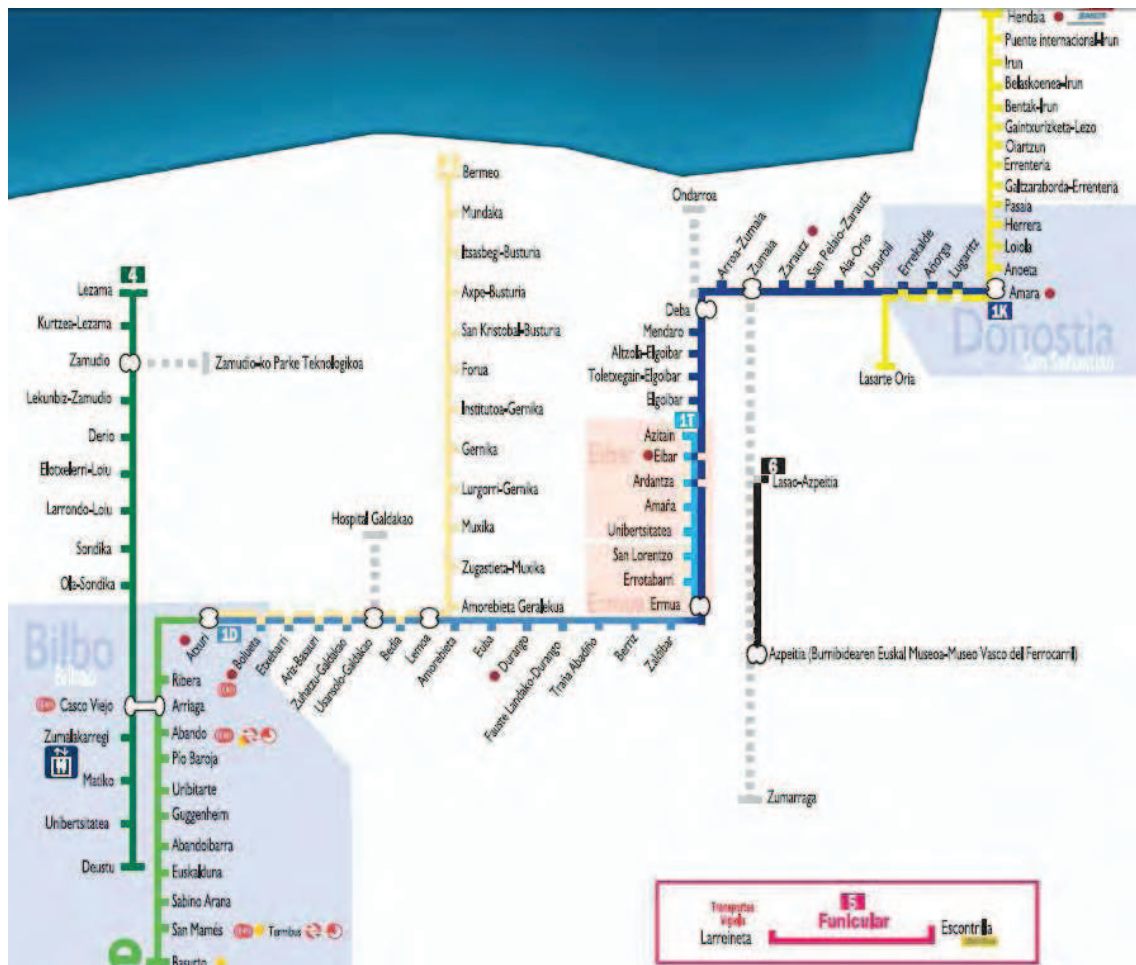 Hendaia
Puente internacional-Irun
Irun
Belaskoenea-Irun
Bentak-Irun
Gaintxurizketa-Lezo
Oiartzun
Errenteria
Galtzaraborda-Errenteria
Pasaia
Herrera
Loiola
Anoeta
Amara
1K
Donostia
San Sebastian
Lugaritz
Añorga
Errekalde
Lasarte Oria
Usurbil
Aia-Orio
San Pelaio-Zarautz
Zarautz
Zumaia
Arroa-Zumaia
Ondarroa
Deba
Mendaro
Altzola-Elgoibar
Toletxegain-Elgoibar
Elgoibar
1T
Azitain
Eibar
Eibar
Ardantza
Amaña
Unibertsitatea
San Lorentzo
Errotabarri
Ermua
Ermua
6
Lasao-Azpeitia
Azpeitia (Burnibidearen Euskal Museoa-Museo Vasco del Ferrocarril)
Zumarraga
Bermeo
Mundaka
Itsasbegi-Busturia
Axpe-Busturia
San Kristobal-Busturia
Forua
Institutoa-Gernika
Gernika
Lurgorri-Gernika
Muxika
Zugastieta-Muxika
Amorebieta Geralekua
Hospital Galdakao
4
Lezama
Kurtzea-Lezama
Zamudio
Zamudio-ko Parke Teknologikoa
Lekunbiz-Zamudio
Derio
Elotxelerri-Loiu
Larrondo-Loiu
Sondika
Ola-Sondika
Bilbo
Bilbao
Casco Viejo
Zumalakarregi
Matiko
Unibertsitatea
Deustu
Atxuri
1D
Bolueta
Etxebarri
Ariz-Basauri
Zuhatzu-Galdakao
Usansolo-Galdakao
Bedia
Lemoa
Amorebieta
Euba
Durango
Fauste Landako-Durango
Traña Abadiño
Berriz
Zaldibar
Ribera
Arriaga
Abando
Pío Baroja
Uribitarte
Guggenheim
Abandoibarra
Euskalduna
Sabino Arana
San Mamés
Termibus
Basurto
5
Funicular
Larreineta
Escontrilla